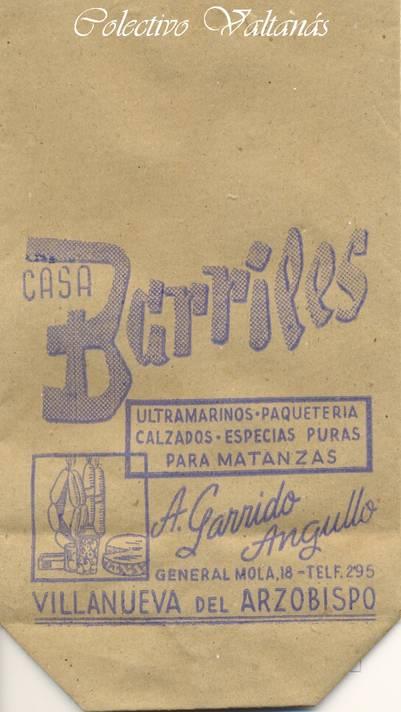 Colectivo Valtanás
CASA
Barriles
ULTRAMARINOS·PAQUETERIA
CALZADOS·ESPECIAS PURAS
PARA MATANZAS
A. Garrido
Angullo
GENERAL MOLA,18-TELF.295
VILLANUEVA DEL ARZOBISPO